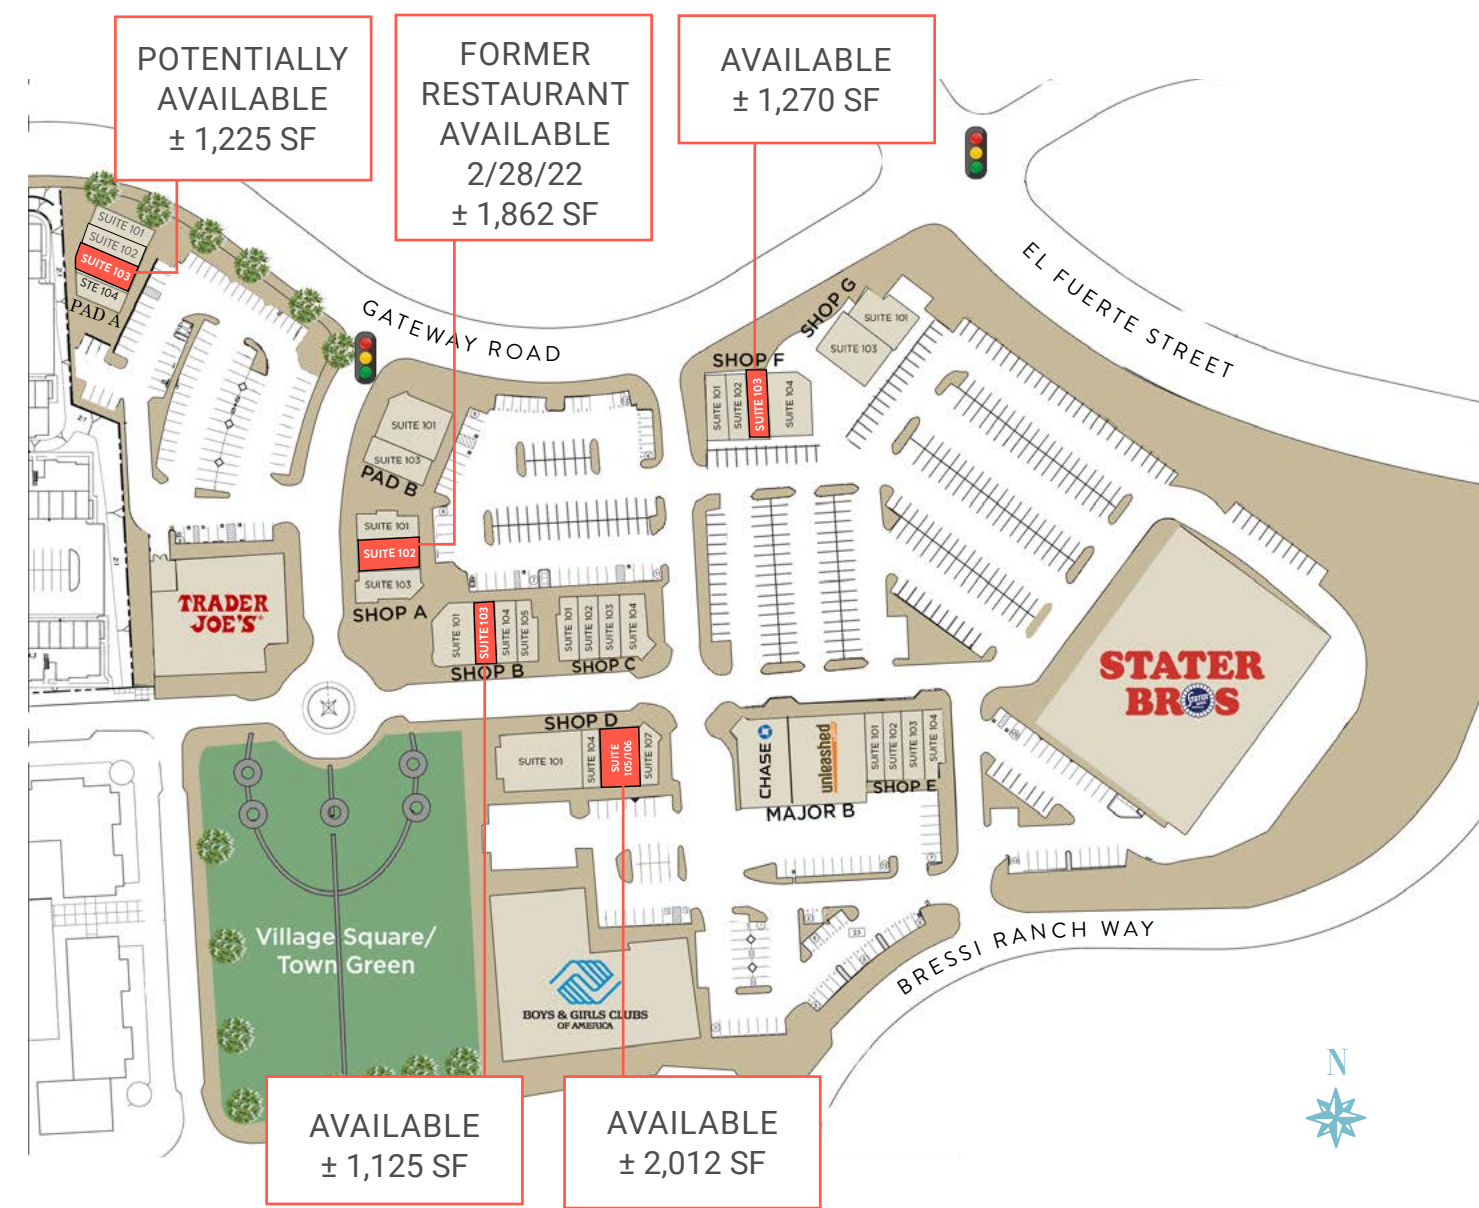 POTENTIALLY
AVAILABLE
± 1,225 SF
FORMER
RESTAURANT
AVAILABLE
2/28/22
± 1,862 SF
AVAILABLE
± 1,270 SF
SUITE 101
SUITE 102
SUITE 103
STE 104
PAD A
GATEWAY ROAD
EL FUERTE STREET
SHOP G
SUITE 101
SUITE 103
SHOP F
SUITE 101
SUITE 102
SUITE 103
SUITE 104
SUITE 101
SUITE 103
PAD B
SUITE 101
SUITE 102
SUITE 103
SHOP A
TRADER
JOE'S
SUITE 101
SUITE 103
SUITE 104
SUITE 105
SHOP B
SUITE 101
SUITE 102
SUITE 103
SUITE 104
SHOP C
STATER
BROS
SHOP D
SUITE 101
SUITE 104
SUITE
105/106
SUITE 107
CHASE
unleashed
SUITE 101
SUITE 102
SUITE 103
SUITE 104
SHOP E
MAJOR B
Village Square/
Town Green
BOYS & GIRLS CLUBS
OF AMERICA
BRESSI RANCH WAY
N
AVAILABLE
± 1,125 SF
AVAILABLE
± 2,012 SF